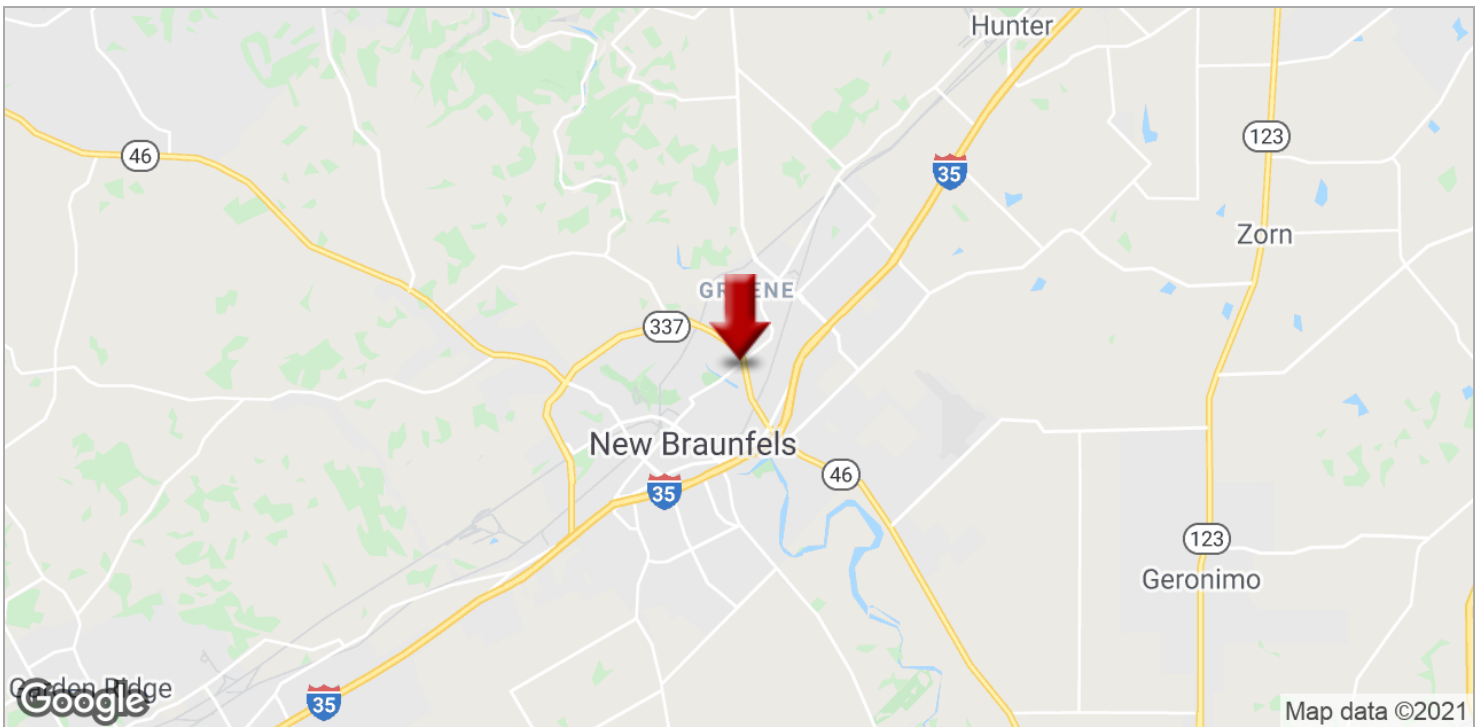 Hunter
46
123
35
Zorn
GRUENE
337
New Braunfels
46
35
123
Geronimo
Garden Ridge
Google
35
Map data ©2021